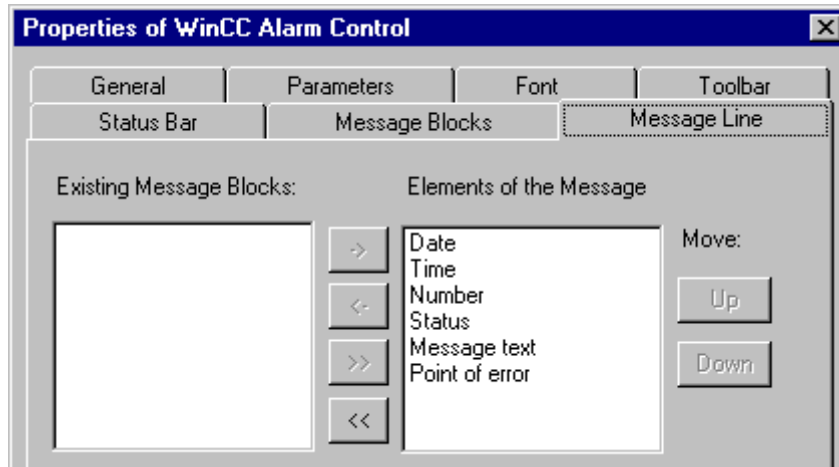 Properties of WinCC Alarm Control
General Parameters Font Toolbar
Status Bar Message Blocks Message Line
Existing Message Blocks: Elements of the Message
-> Date Move:
Time
<- Number Up
Status
>> Message text Down
Point of error
<<